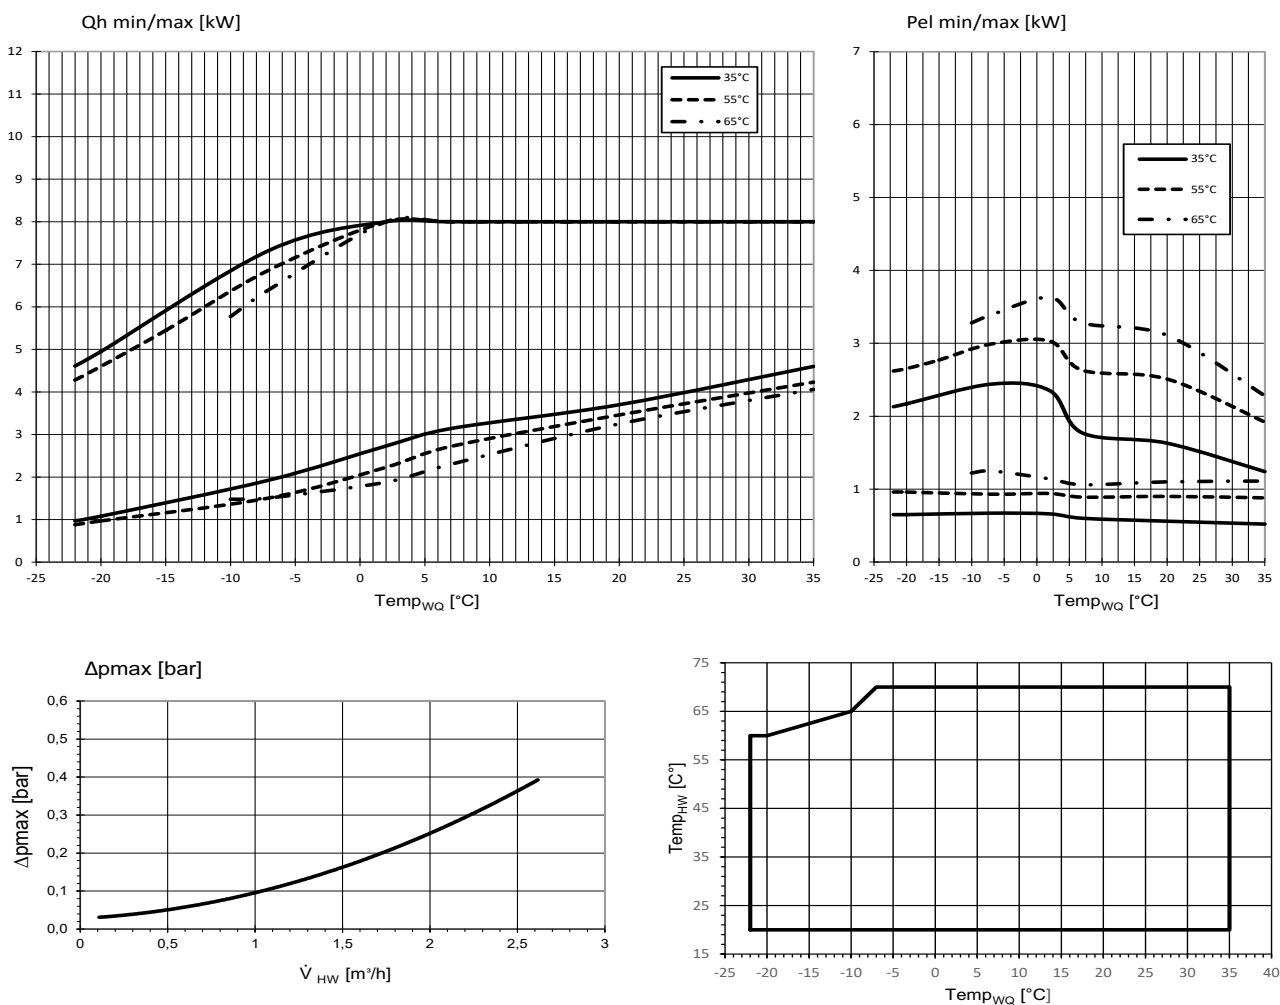 Qh min/max [kW]
12
11
10
9
8
7
6
5
4
3
2
1
0
-25 -20 -15 -10 -5 0 5 10 15 20 25 30 35
Temp_WQ [°C]
35°C
55°C
65°C
Pel min/max [kW]
7
6
5
4
3
2
1
0
-25 -20 -15 -10 -5 0 5 10 15 20 25 30 35
Temp_WQ [°C]
35°C
55°C
65°C
Δpmax [bar]
Δpmax [bar]
0,6
0,5
0,4
0,3
0,2
0,1
0,0
0 0,5 1 1,5 2 2,5 3
V̇ HW [m³/h]
Temp_HW [C°]
75
65
55
45
35
25
15
-25 -20 -15 -10 -5 0 5 10 15 20 25 30 35 40
Temp_WQ [°C]